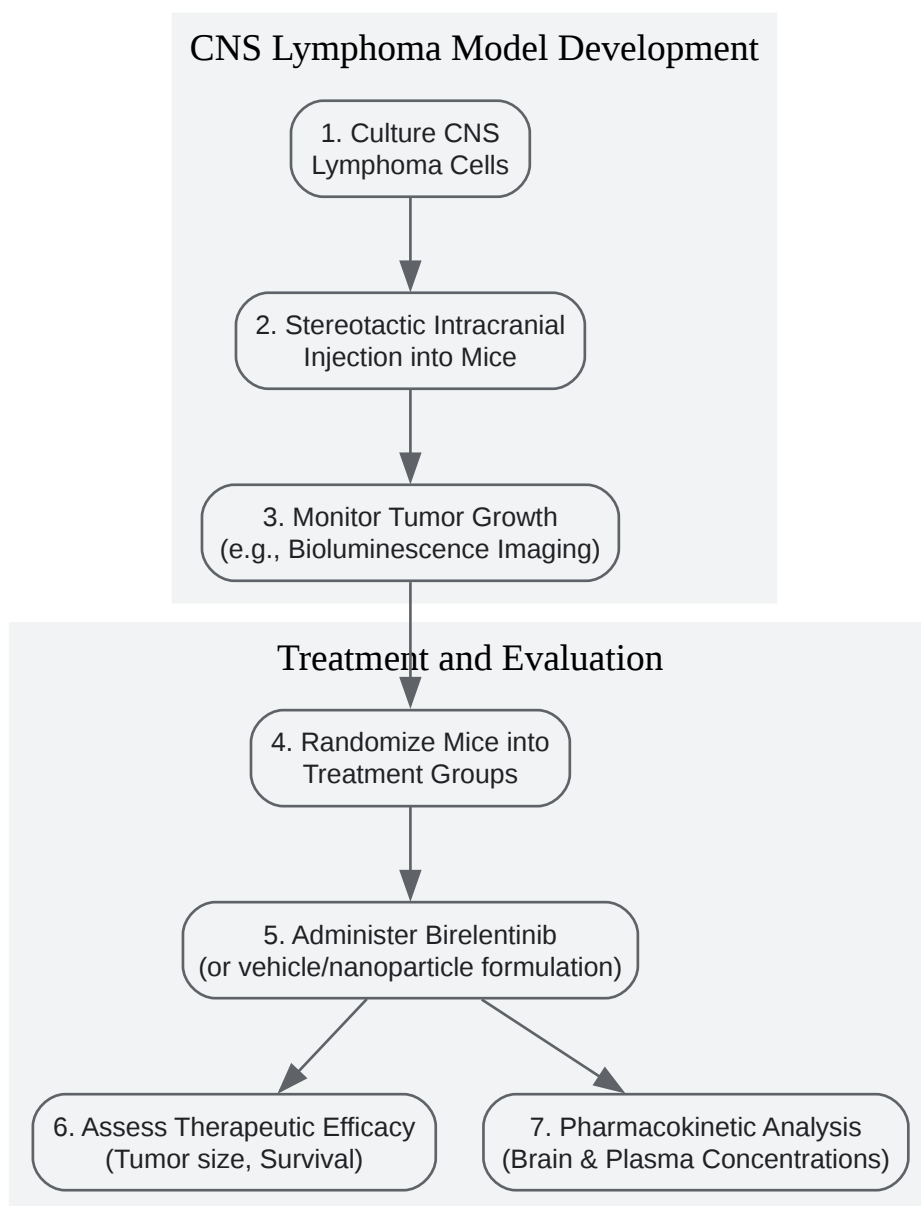 CNS Lymphoma Model Development
1. Culture CNS
Lymphoma Cells
2. Stereotactic Intracranial
Injection into Mice
3. Monitor Tumor Growth
(e.g., Bioluminescence Imaging)
Treatment and Evaluation
4. Randomize Mice into
Treatment Groups
5. Administer Birelentinib
(or vehicle/nanoparticle formulation)
6. Assess Therapeutic Efficacy
(Tumor size, Survival)
7. Pharmacokinetic Analysis
(Brain & Plasma Concentrations)